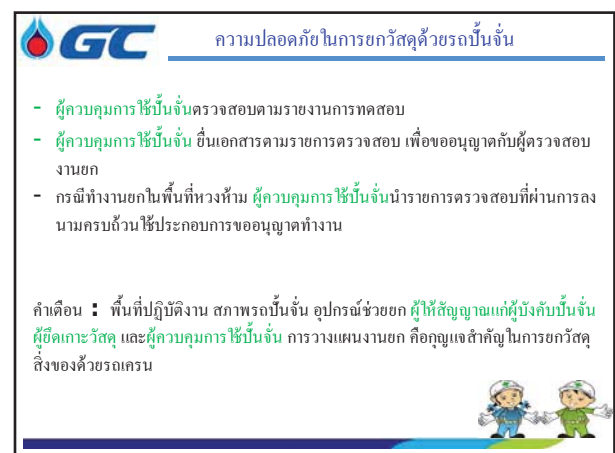 GC
ความปลอดภัยในการยกวัสดุด้วยรถปั้นจั่น
- ผู้ควบคุมการใช้ปั้นจั่นตรวจสอบตามรายงานการทดสอบ
- ผู้ควบคุมการใช้ปั้นจั่น ยื่นเอกสารตามรายการตรวจสอบ เพื่อขออนุญาตกับผู้ตรวจสอบ
งานยก
- กรณีทำงานยกในพื้นที่หวงห้าม ผู้ควบคุมการใช้ปั้นจั่นนำรายการตรวจสอบที่ผ่านการลง
นามครบถ้วนใช้ประกอบการขออนุญาตทำงาน
คำเตือน : พื้นที่ปฏิบัติงาน สภาพรถปั้นจั่น อุปกรณ์ช่วยยก ผู้ให้สัญญาณแก่ผู้บังคับปั้นจั่น
ผู้ยึดเกาะวัสดุ และผู้ควบคุมการใช้ปั้นจั่น การวางแผนงานยก คือกุญแจสำคัญในการยกวัสดุ
สิ่งของด้วยรถเครน